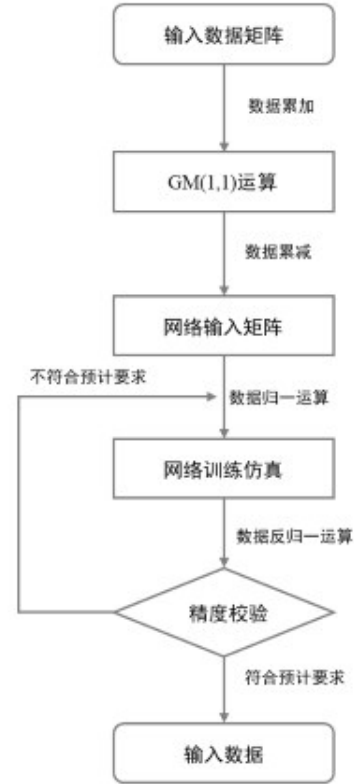 输入数据矩阵
数据累加
GM(1,1)运算
数据累减
网络输入矩阵
不符合预计要求
数据归一运算
网络训练仿真
数据反归一运算
精度校验
符合预计要求
输入数据